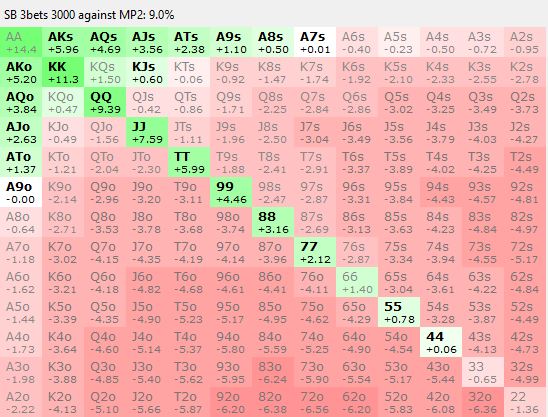 SB 3bets 3000 against MP2: 9.0%
AA AKs AQs AJs ATs A9s A8s A7s A6s A5s A4s A3s A2s
+14.4 +5.96 +4.69 +3.56 +2.38 +1.10 +0.50 +0.01 -0.40 -0.23 -0.50 -0.72 -0.95
AKo KK KQs KJs KTs K9s K8s K7s K6s K5s K4s K3s K2s
+5.20 +11.3 +1.50 +0.60 -0.06 -0.92 -1.47 -1.74 -1.92 -2.10 -2.33 -2.55 -2.78
AQo KQo QQ QJs QTs Q9s Q8s Q7s Q6s Q5s Q4s Q3s Q2s
+3.84 +0.47 +9.39 -0.42 -0.86 -1.71 -2.25 -2.84 -2.86 -3.02 -3.25 -3.49 -3.73
AJo KJo QJo JJ JTs J9s J8s J7s J6s J5s J4s J3s J2s
+2.63 -0.49 -1.56 +7.59 -1.11 -1.96 -2.50 -3.04 -3.49 -3.56 -3.79 -4.03 -4.27
ATo KTo QTo JTo TT T9s T8s T7s T6s T5s T4s T3s T2s
+1.37 -1.21 -2.04 -2.30 +5.99 -1.88 -2.41 -2.91 -3.37 -3.89 -4.02 -4.25 -4.49
A9o K9o Q9o J9o T9o 99 98s 97s 96s 95s 94s 93s 92s
-0.00 -2.14 -2.96 -3.20 -3.11 +4.46 -2.47 -2.87 -3.31 -3.84 -4.43 -4.57 -4.81
A8o K8o Q8o J8o T8o 98o 88 87s 86s 85s 84s 83s 82s
-0.64 -2.71 -3.53 -3.78 -3.68 -3.74 +3.16 -2.69 -3.13 -3.63 -4.23 -4.84 -4.97
A7o K7o Q7o J7o T7o 97o 87o 77 76s 75s 74s 73s 72s
-1.18 -3.02 -4.15 -4.35 -4.19 -4.14 -3.96 +2.12 -2.87 -3.34 -3.94 -4.55 -5.17
A6o K6o Q6o J6o T6o 96o 86o 76o 66 65s 64s 63s 62s
-1.62 -3.22 -4.18 -4.82 -4.68 -4.61 -4.41 -4.11 +1.40 -3.04 -3.61 -4.22 -4.84
A5o K5o Q5o J5o T5o 95o 85o 75o 65o 55 54s 53s 52s
-1.44 -3.39 -4.35 -4.90 -5.23 -5.17 -4.95 -4.62 -4.29 +0.78 -3.28 -3.87 -4.49
A4o K4o Q4o J4o T4o 94o 84o 74o 64o 54o 44 43s 42s
-1.73 -3.64 -4.60 -5.14 -5.37 -5.80 -5.59 -5.25 -4.90 -4.54 +0.06 -4.13 -4.73
A3o K3o Q3o J3o T3o 93o 83o 73o 63o 53o 43o 33 32s
-1.98 -3.88 -4.85 -5.40 -5.62 -5.95 -6.24 -5.90 -5.54 -5.17 -5.44 -0.65 -4.99
A2o K2o Q2o J2o T2o 92o 82o 72o 62o 52o 42o 32o 22
-2.22 -4.13 -5.10 -5.66 -5.87 -6.20 -6.38 -6.56 -6.20 -5.83 -6.08 -6.36 -1.36